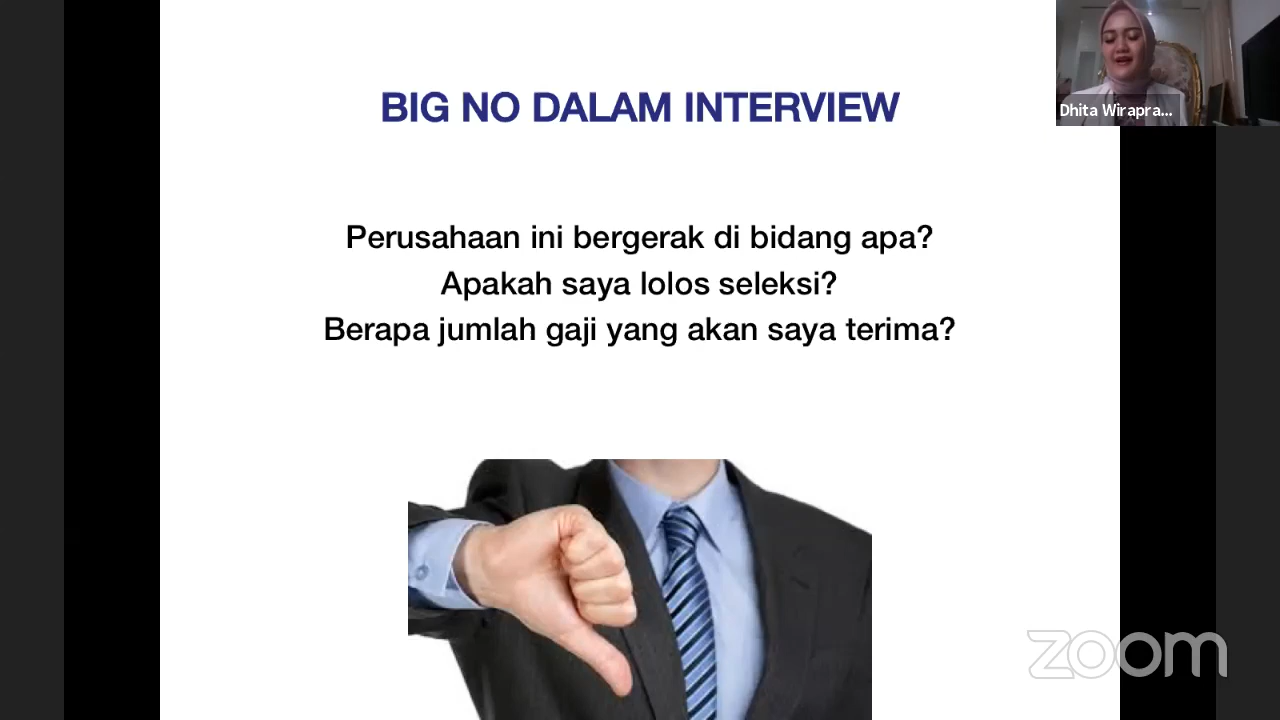 BIG NO DALAM INTERVIEW
Perusahaan ini bergerak di bidang apa?
Apakah saya lolos seleksi?
Berapa jumlah gaji yang akan saya terima?
Dhita Wirapra...
zoom